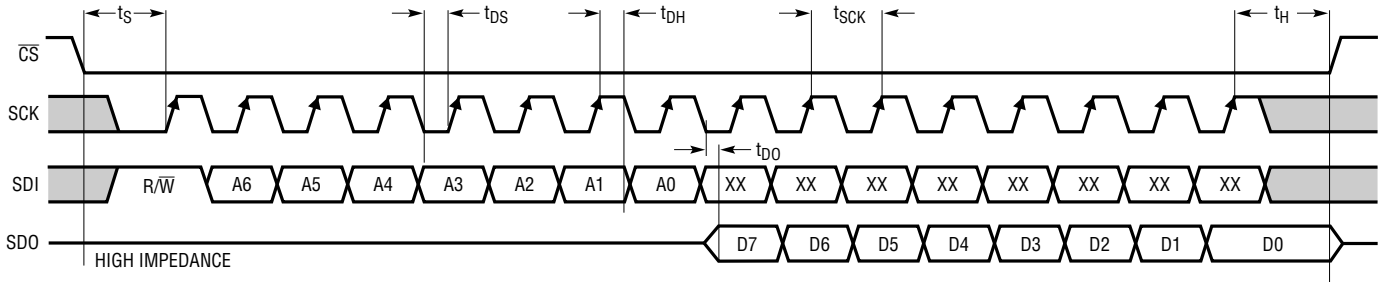 tS tDS tDH tSCK tH
CS
SCK
tDO
SDI R/W A6 A5 A4 A3 A2 A1 A0 XX XX XX XX XX XX XX XX
SDO D7 D6 D5 D4 D3 D2 D1 D0
HIGH IMPEDANCE